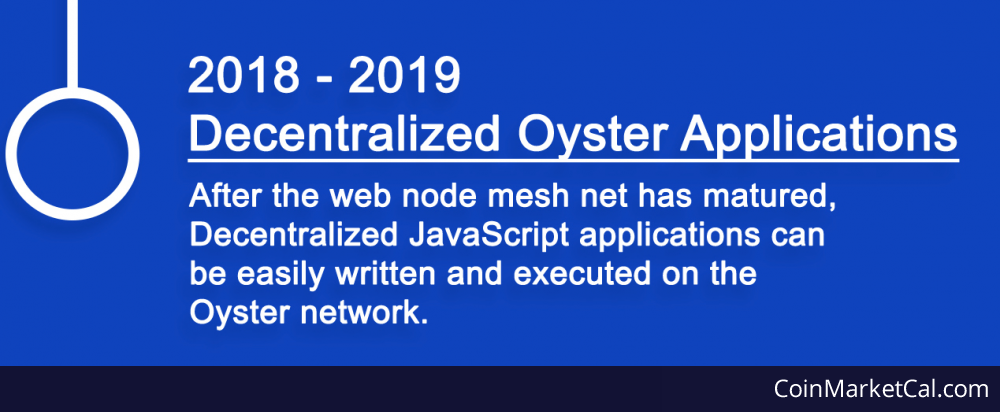 2018 - 2019
Decentralized Oyster Applications
After the web node mesh net has matured,
Decentralized JavaScript applications can
be easily written and executed on the
Oyster network.
CoinMarketCal.com